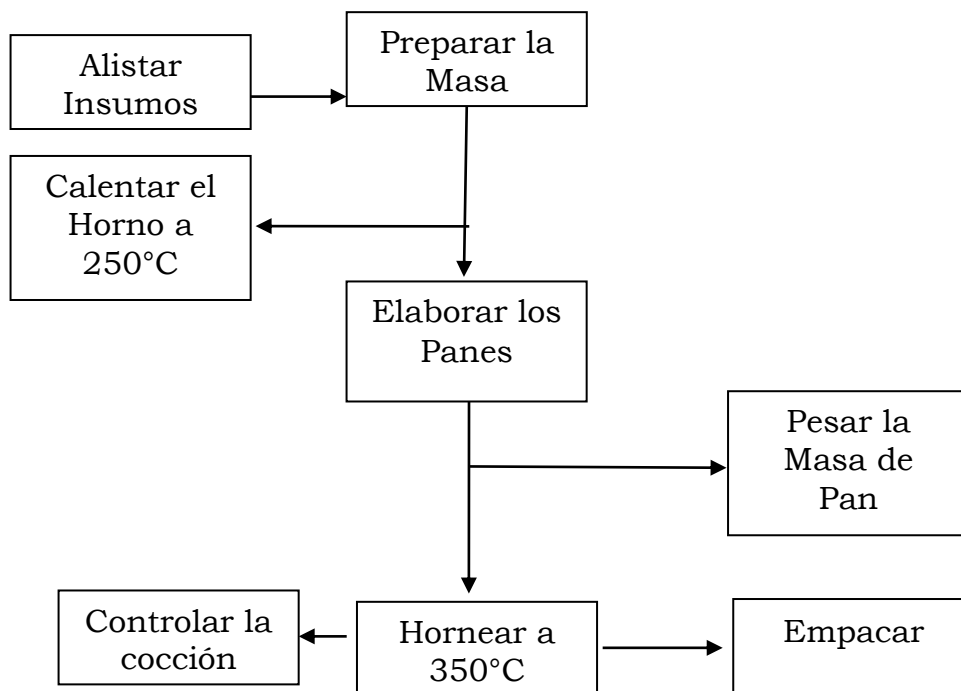 Alistar
Insumos
Preparar la
Masa
Calentar el
Horno a
250°C
Elaborar los
Panes
Pesar la
Masa de
Pan
Controlar la
cocción
Hornear a
350°C
Empacar